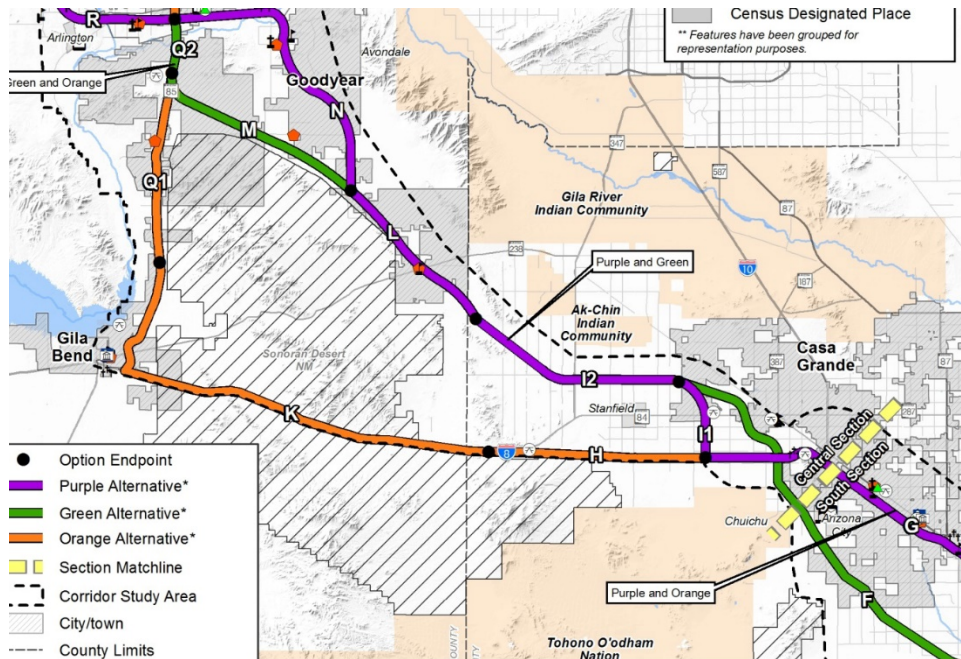 R
Arlington
Q2
Avondale
Census Designated Place
** Features have been grouped for
representation purposes.
Green and Orange
Goodyear
85
N
M
347
587
87
Q1
Gila River
Indian Community
L
238
Purple and Green
10
187
Gila
Bend
Ak-Chin
Indian
Community
Sonoran Desert
NM
387
Casa
Grande
I2
Stanfield
84
287
K
I1
8
H
Central Section
South Section
Option Endpoint
Purple Alternative*
Green Alternative*
Orange Alternative*
Section Matchline
Corridor Study Area
City/town
County Limits
Chuichu
Arizona
City
G
Purple and Orange
F
COUNTY
COUNTY
Tohono O'odham
Nation